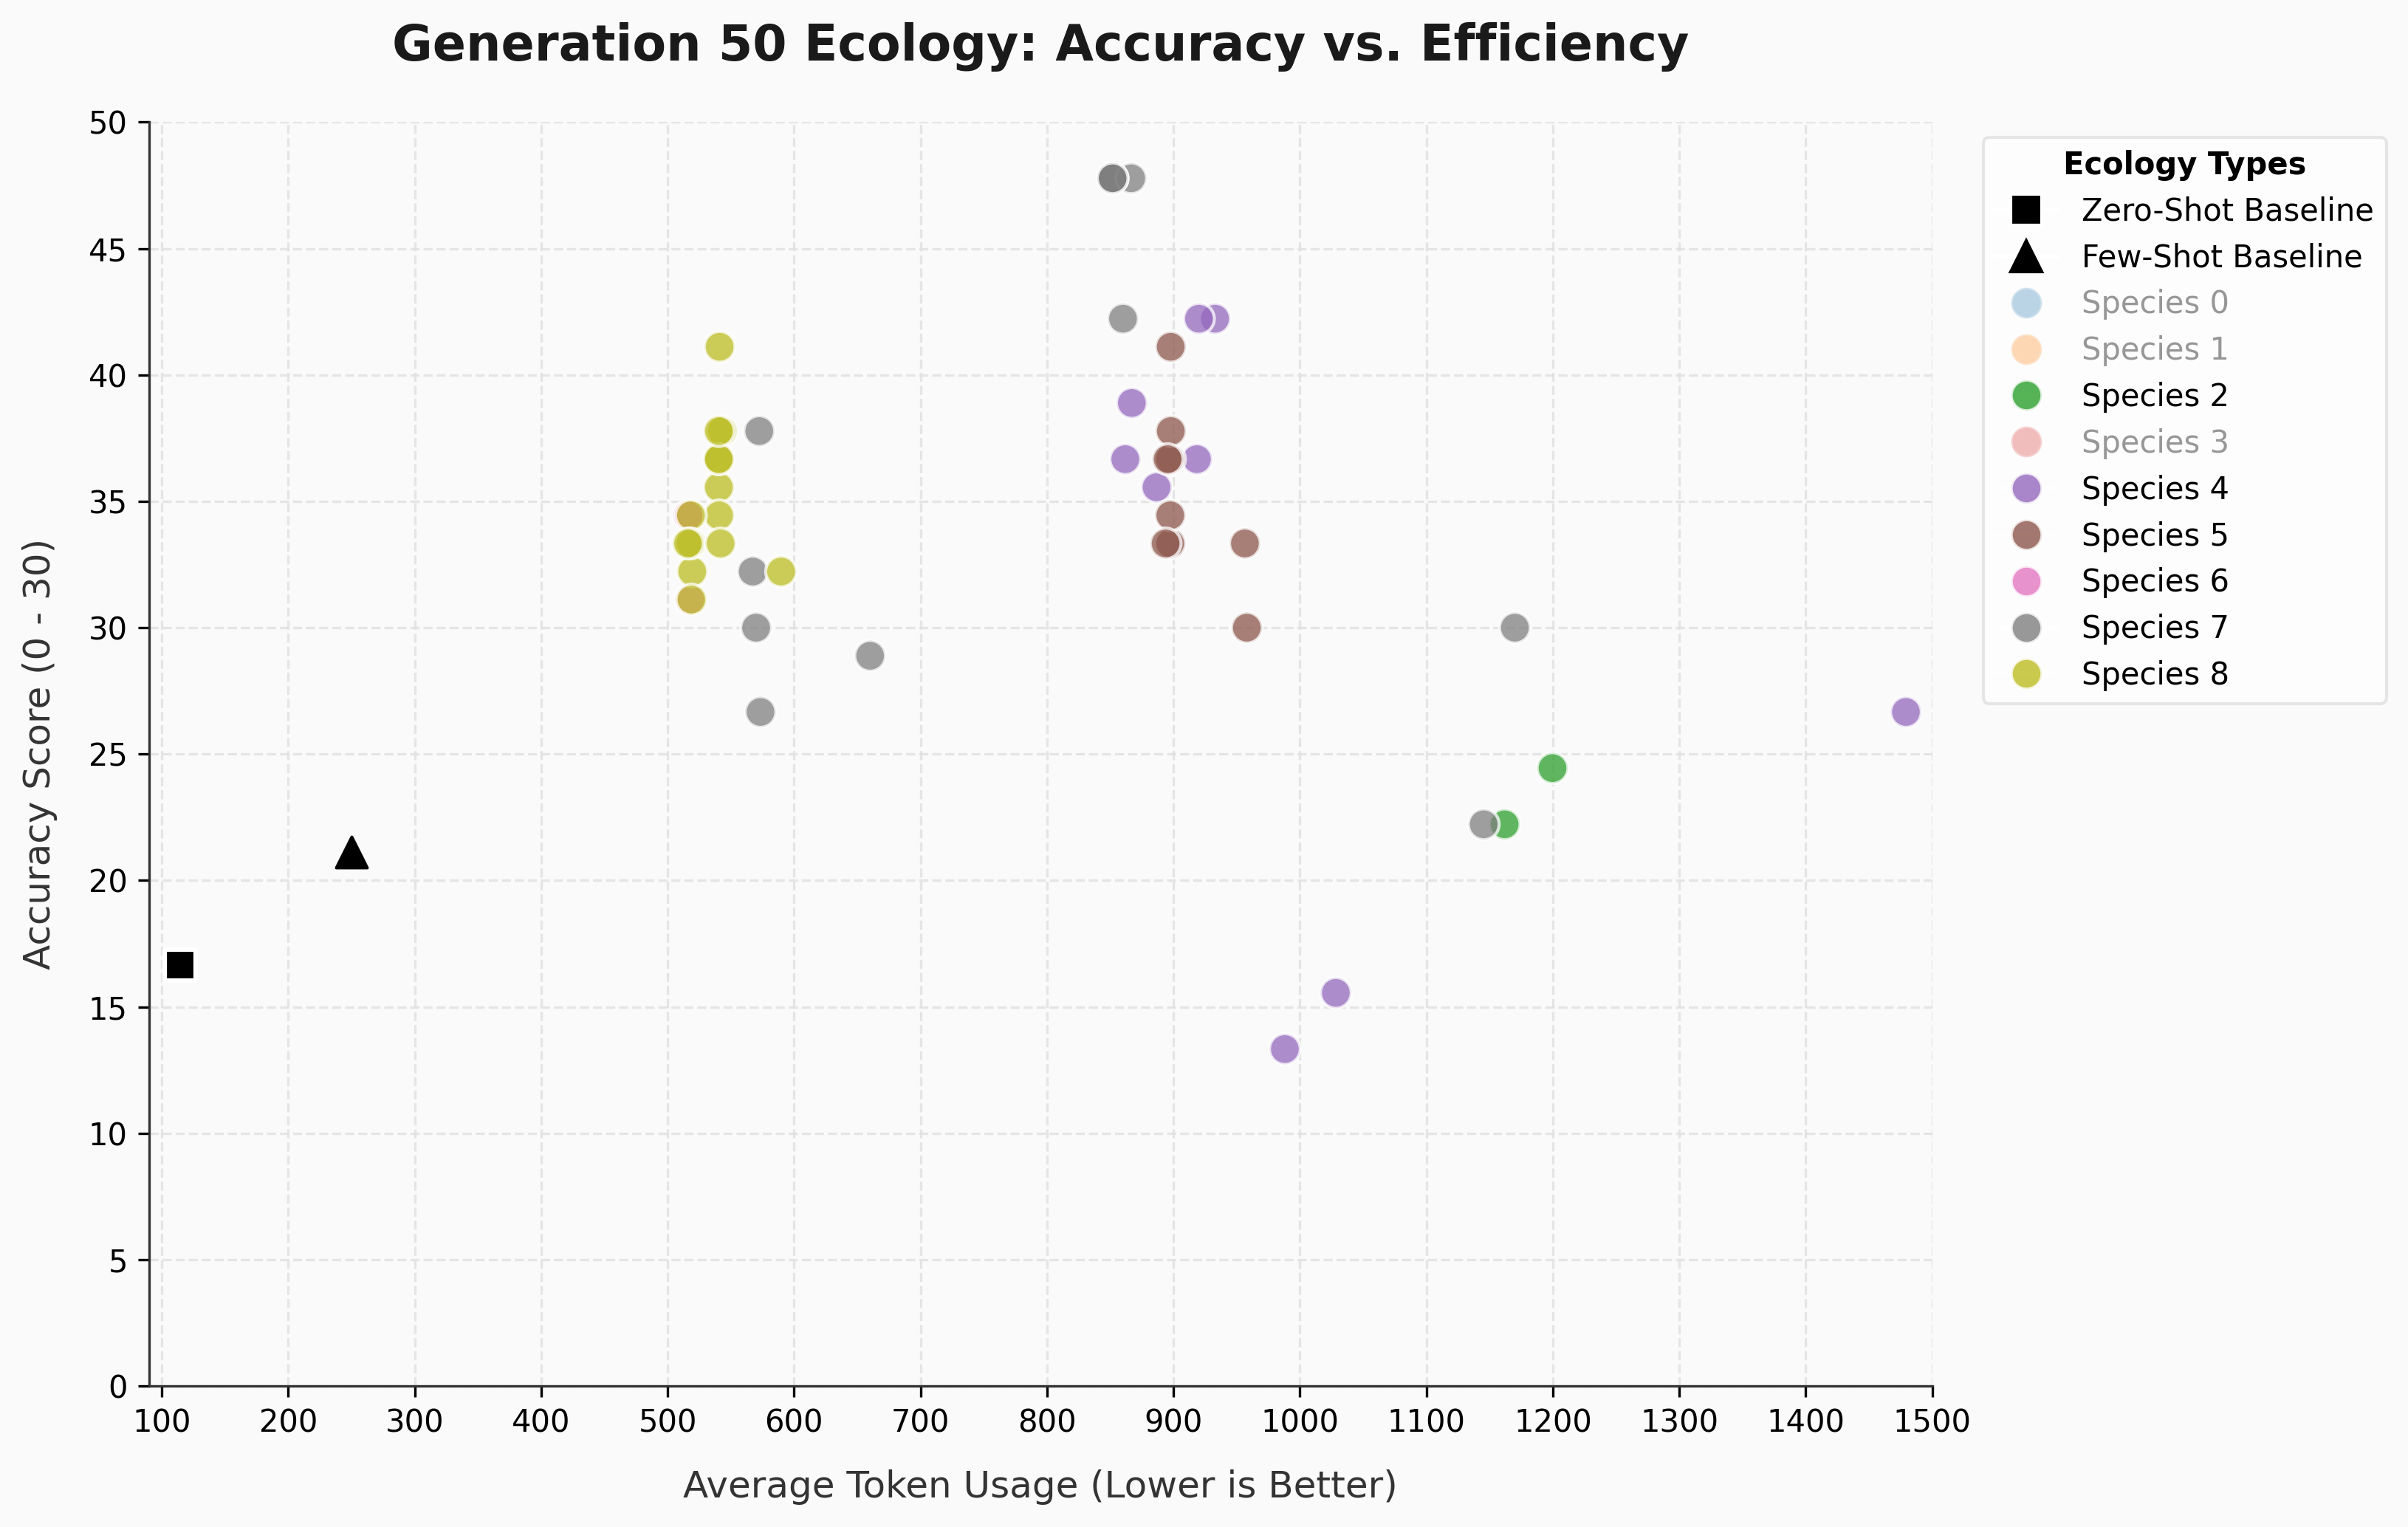 Generation 50 Ecology: Accuracy vs. Efficiency
50
45
40
35
30
25
20
15
10
5
0
Accuracy Score (0 - 30)
100 200 300 400 500 600 700 800 900 1000 1100 1200 1300 1400 1500
Average Token Usage (Lower is Better)
Ecology Types
Zero-Shot Baseline
Few-Shot Baseline
Species 0
Species 1
Species 2
Species 3
Species 4
Species 5
Species 6
Species 7
Species 8